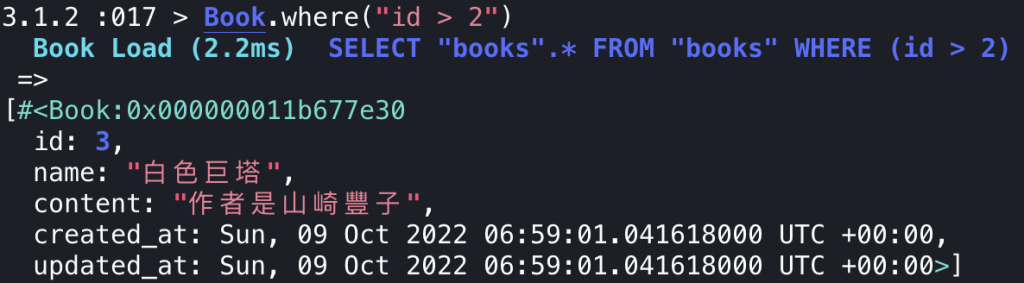 3.1.2 :017 > Book.where("id > 2")
  Book Load (2.2ms)  SELECT "books".* FROM "books" WHERE (id > 2)
 =>
[#<Book:0x000000011b677e30
  id: 3,
  name: "白色巨塔",
  content: "作者是山崎豐子",
  created_at: Sun, 09 Oct 2022 06:59:01.041618000 UTC +00:00,
  updated_at: Sun, 09 Oct 2022 06:59:01.041618000 UTC +00:00>]